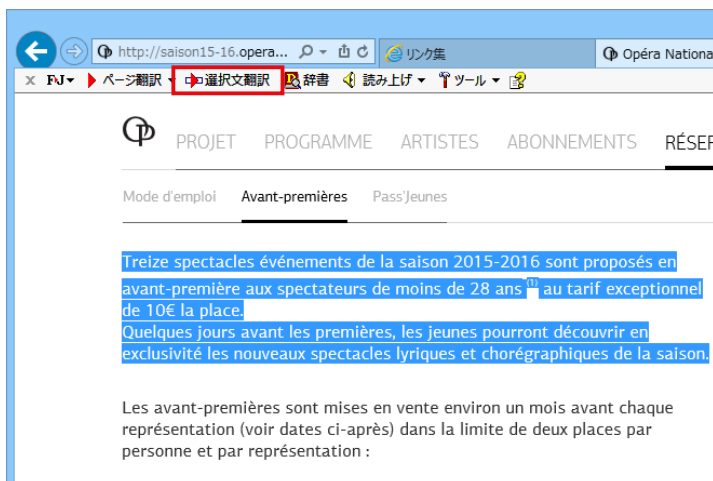 http://saison15-16.opera... リンク集 Opéra Nationa
x FJ ページ翻訳 選択文翻訳 辞書 読み上げ ツール
PROJET PROGRAMME ARTISTES ABONNEMENTS RÉSER
Mode d'emploi Avant-premières Pass'Jeunes
Treize spectacles événements de la saison 2015-2016 sont proposés en
avant-première aux spectateurs de moins de 28 ans (1) au tarif exceptionnel
de 10€ la place.
Quelques jours avant les premières, les jeunes pourront découvrir en
exclusivité les nouveaux spectacles lyriques et chorégraphiques de la saison.
Les avant-premières sont mises en vente environ un mois avant chaque
représentation (voir dates ci-après) dans la limite de deux places par
personne et par représentation :